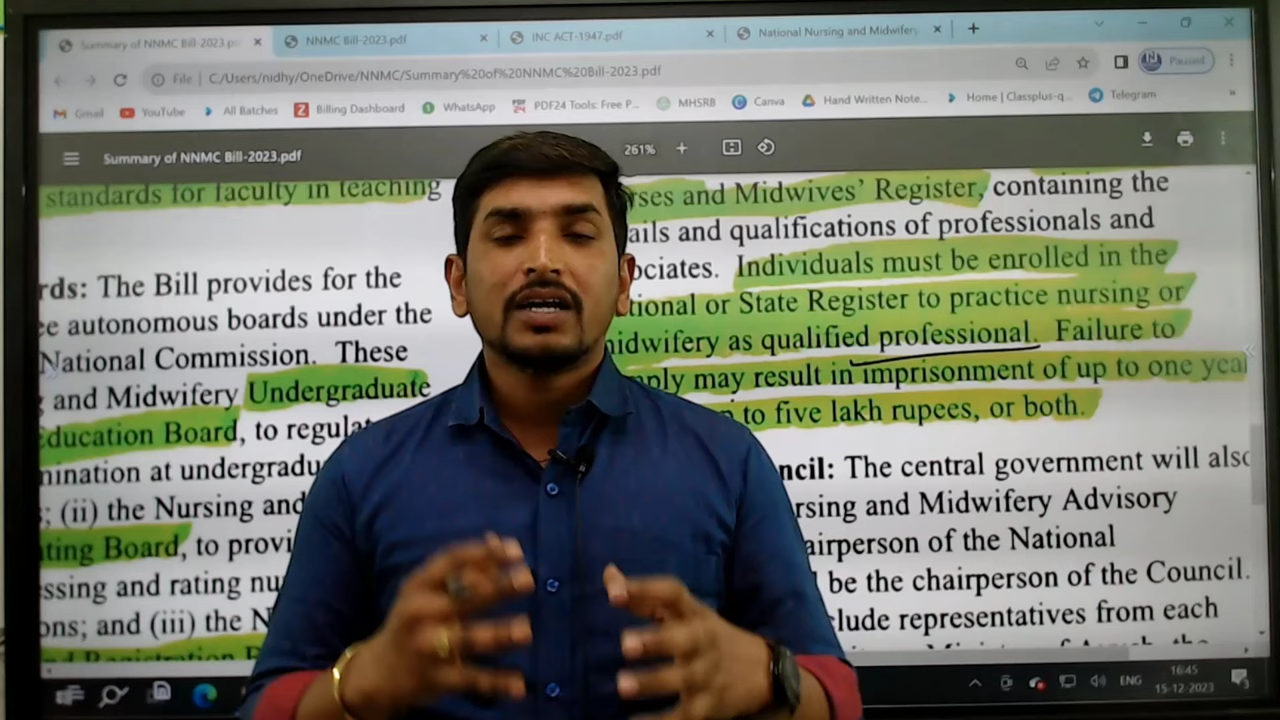 Summary of NNMC Bill-2023.p
NNMC Bill-2023.pdf
INC ACT-1947.pdf
National Nursing and Midwifery
File C:/Users/nidhy/OneDrive/NNMC/Summary%20of%20NNMC%20Bill-2023.pdf
Paused
Gmail YouTube All Batches Billing Dashboard WhatsApp PDF24 Tools: Free P... MHSRB Canva Hand Written Note... Home | Classplus-q... Telegram
Summary of NNMC Bill-2023.pdf
261% +
standards for faculty in teaching
rds: The Bill provides for the
e autonomous boards under the
National Commission. These
and Midwifery Undergraduate
ducation Board, to regula
mination at undergradu
; (ii) the Nursing and
ting Board, to provi
ssing and rating nu
ons; and (iii) the N
d Registration B
rses and Midwives' Register, containing the
ails and qualifications of professionals and
ociates. Individuals must be enrolled in the
tional or State Register to practice nursing or
midwifery as qualified professional. Failure to
mply may result in imprisonment of up to one year
to five lakh rupees, or both.
ncil: The central government will also
rsing and Midwifery Advisory
airperson of the National
be the chairperson of the Council.
clude representatives from each
ENG
16:45
15-12-2023